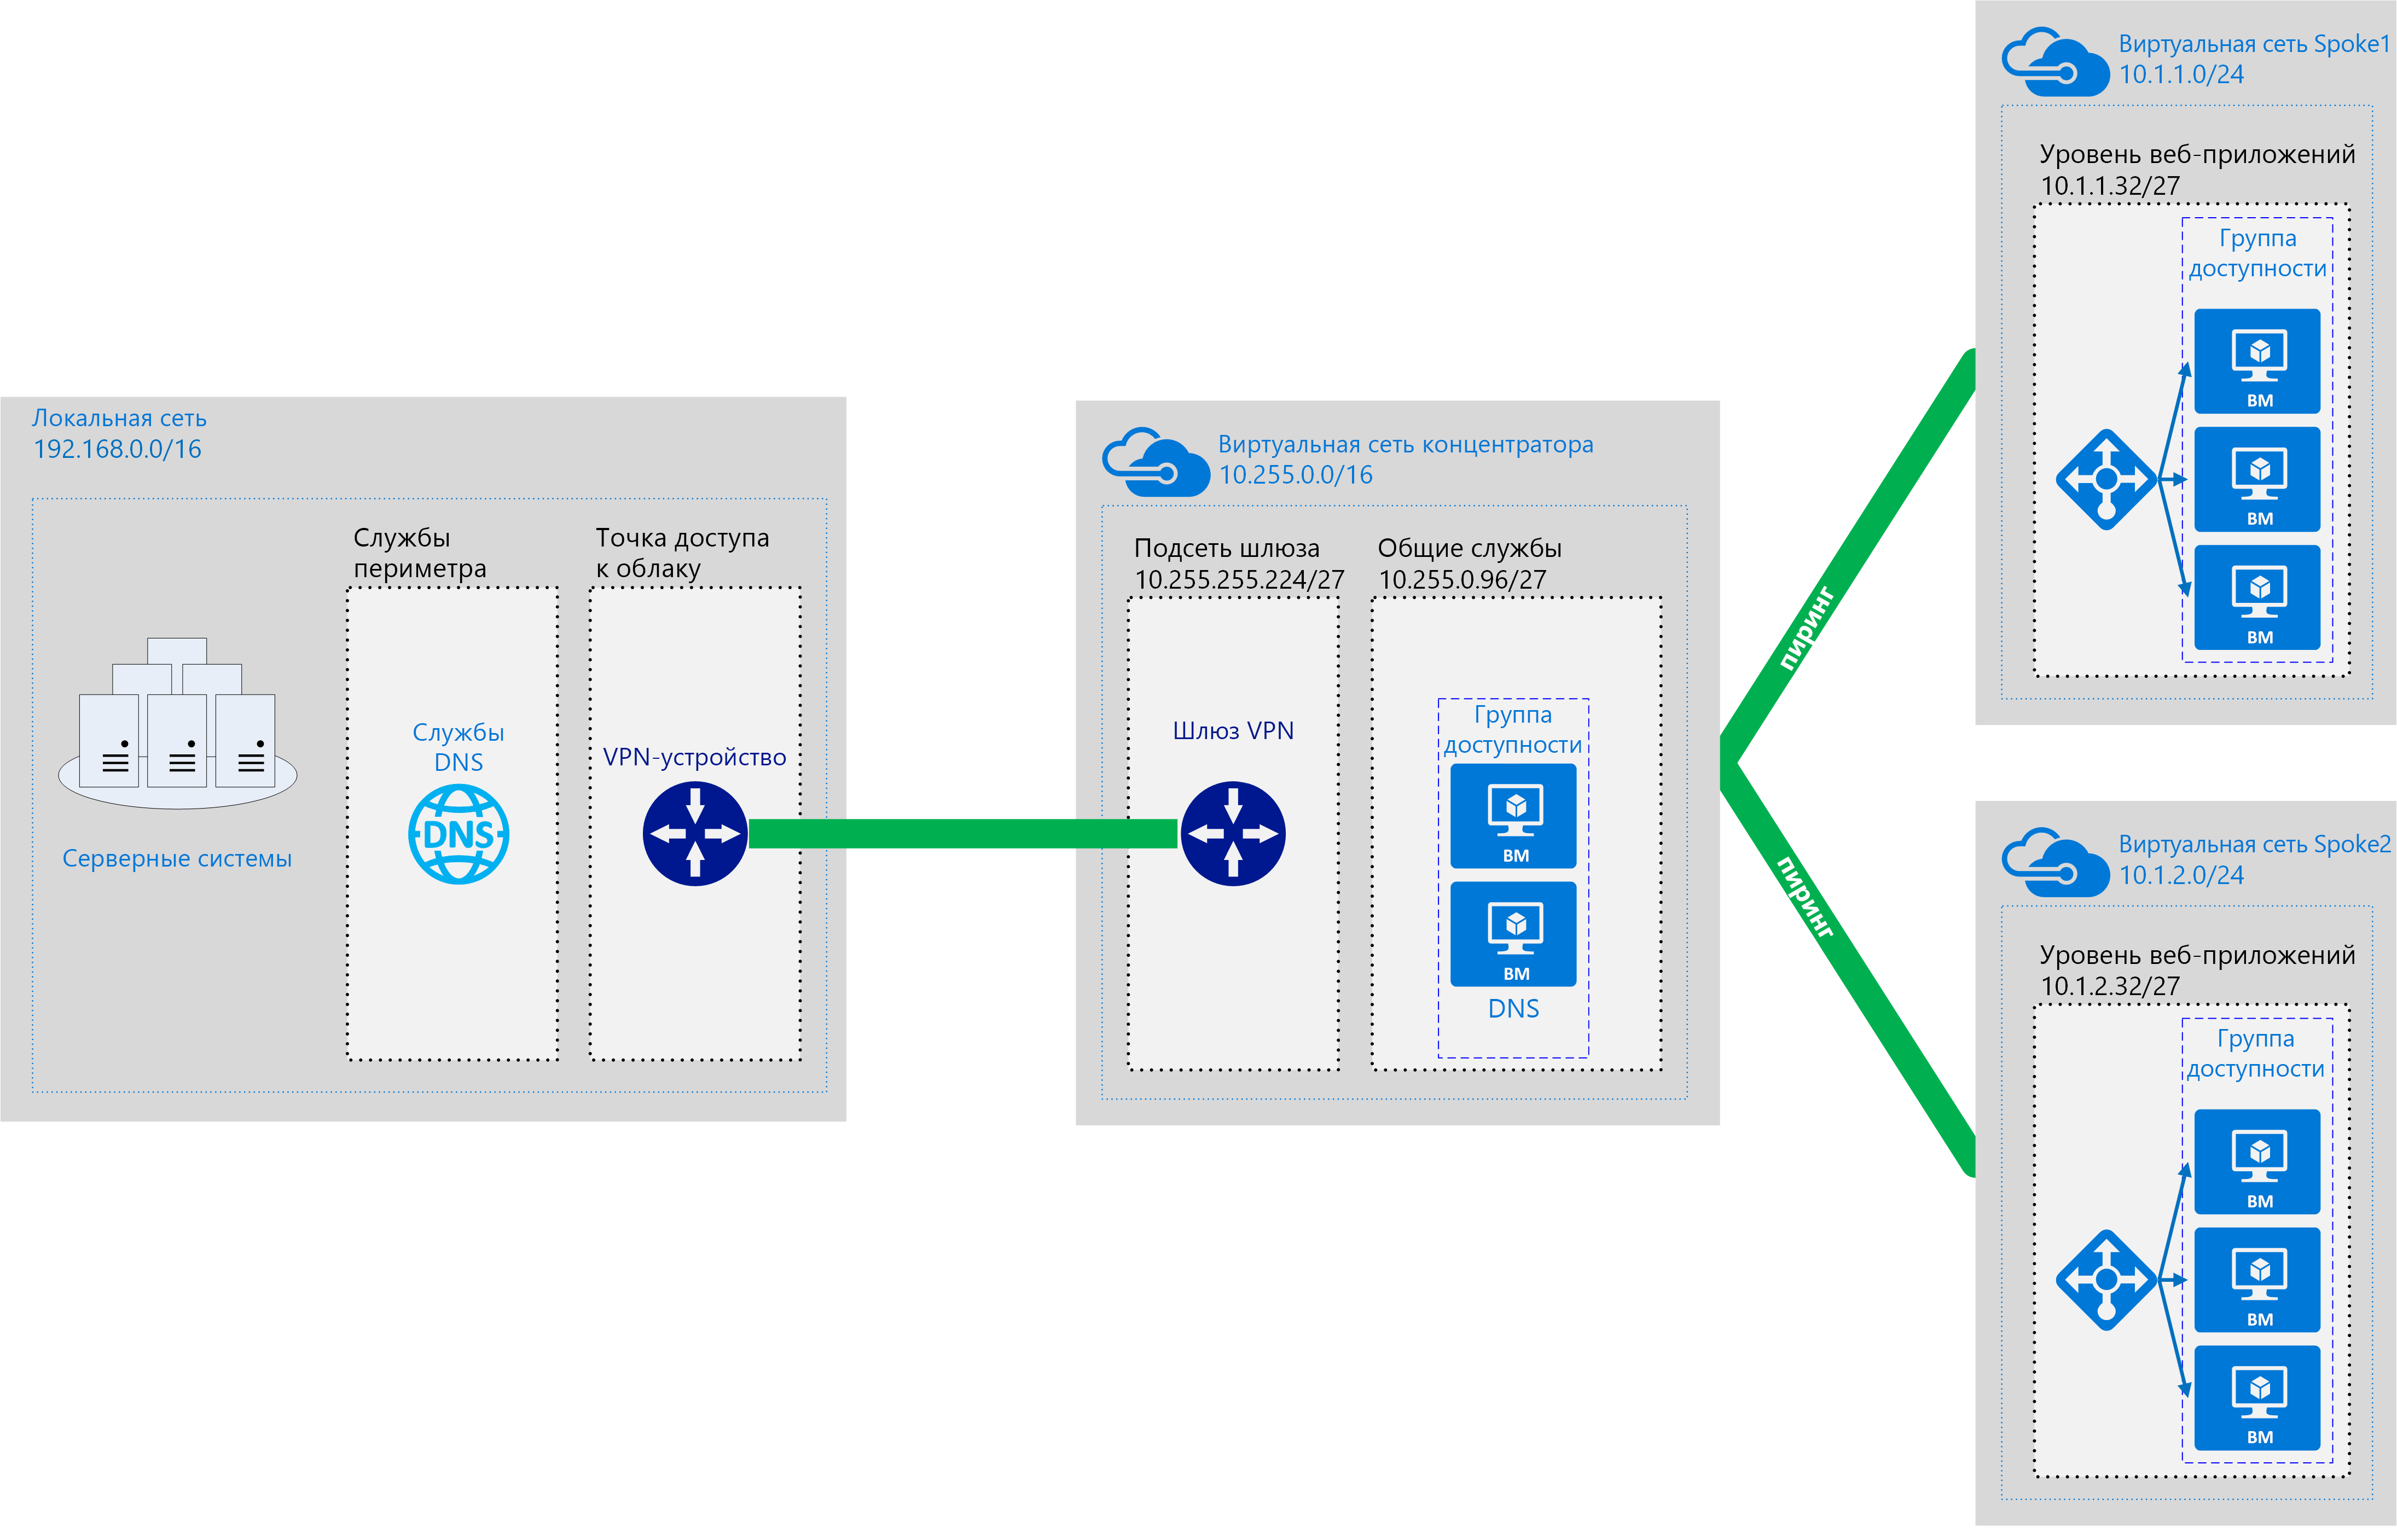 Локальная сеть
192.168.0.0/16
Службы
периметра
Точка доступа
к облаку
Серверные системы
Службы
DNS
DNS
VPN-устройство
Виртуальная сеть концентратора
10.255.0.0/16
Подсеть шлюза
10.255.255.224/27
Общие службы
10.255.0.96/27
Шлюз VPN
Группа
доступности
ВМ
ВМ
DNS
пиринг
пиринг
Виртуальная сеть Spoke1
10.1.1.0/24
Уровень веб-приложений
10.1.1.32/27
Группа
доступности
ВМ
ВМ
ВМ
Виртуальная сеть Spoke2
10.1.2.0/24
Уровень веб-приложений
10.1.2.32/27
Группа
доступности
ВМ
ВМ
ВМ